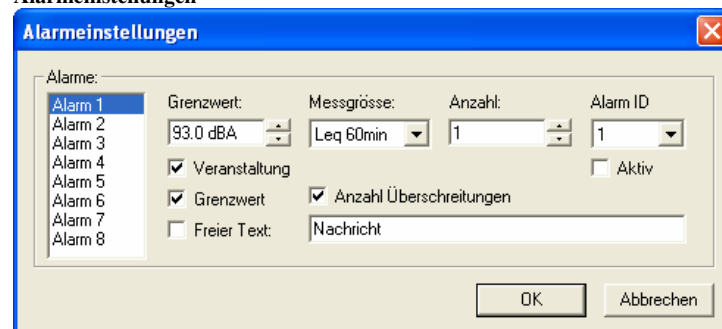 Alarmeinstellungen
Alarmeinstellungen
Alarme:
Alarm 1
Alarm 2
Alarm 3
Alarm 4
Alarm 5
Alarm 6
Alarm 7
Alarm 8
Grenzwert: Messgrösse: Anzahl: Alarm ID
93.0 dBA Leq 60min 1 1
Veranstaltung Aktiv
Grenzwert Anzahl Überschreitungen
Freier Text: Nachricht
OK Abbrechen